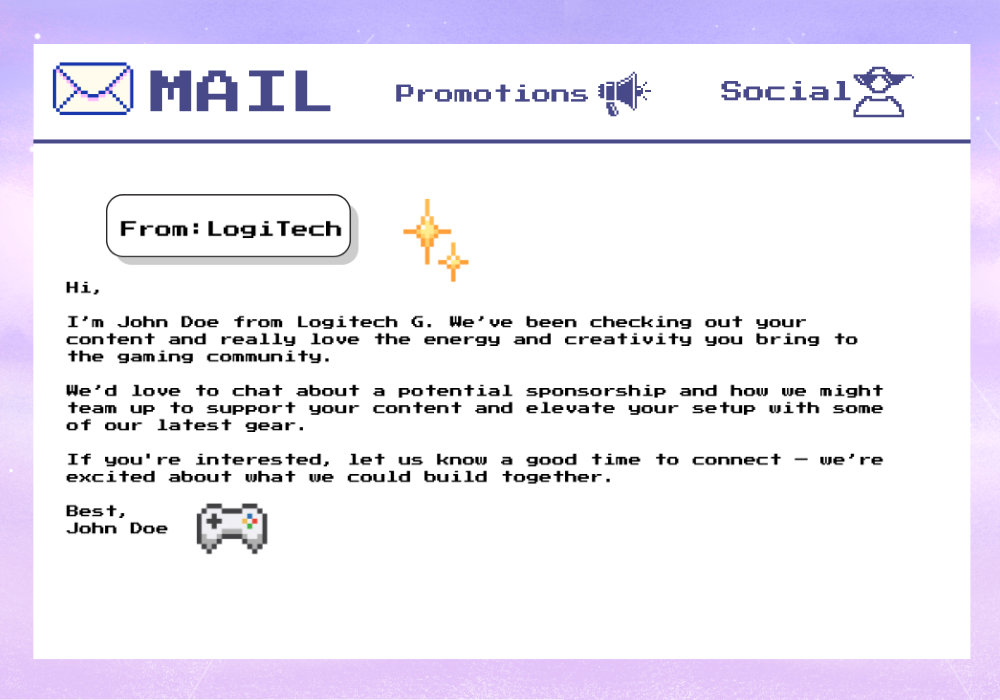 MAIL
Promotions
Social
From:LogiTech
Hi,
I’m John Doe from Logitech G. We’ve been checking out your
content and really love the energy and creativity you bring to
the gaming community.
We’d love to chat about a potential sponsorship and how we might
team up to support your content and elevate your setup with some
of our latest gear.
If you're interested, let us know a good time to connect — we’re
excited about what we could build together.
Best,
John Doe